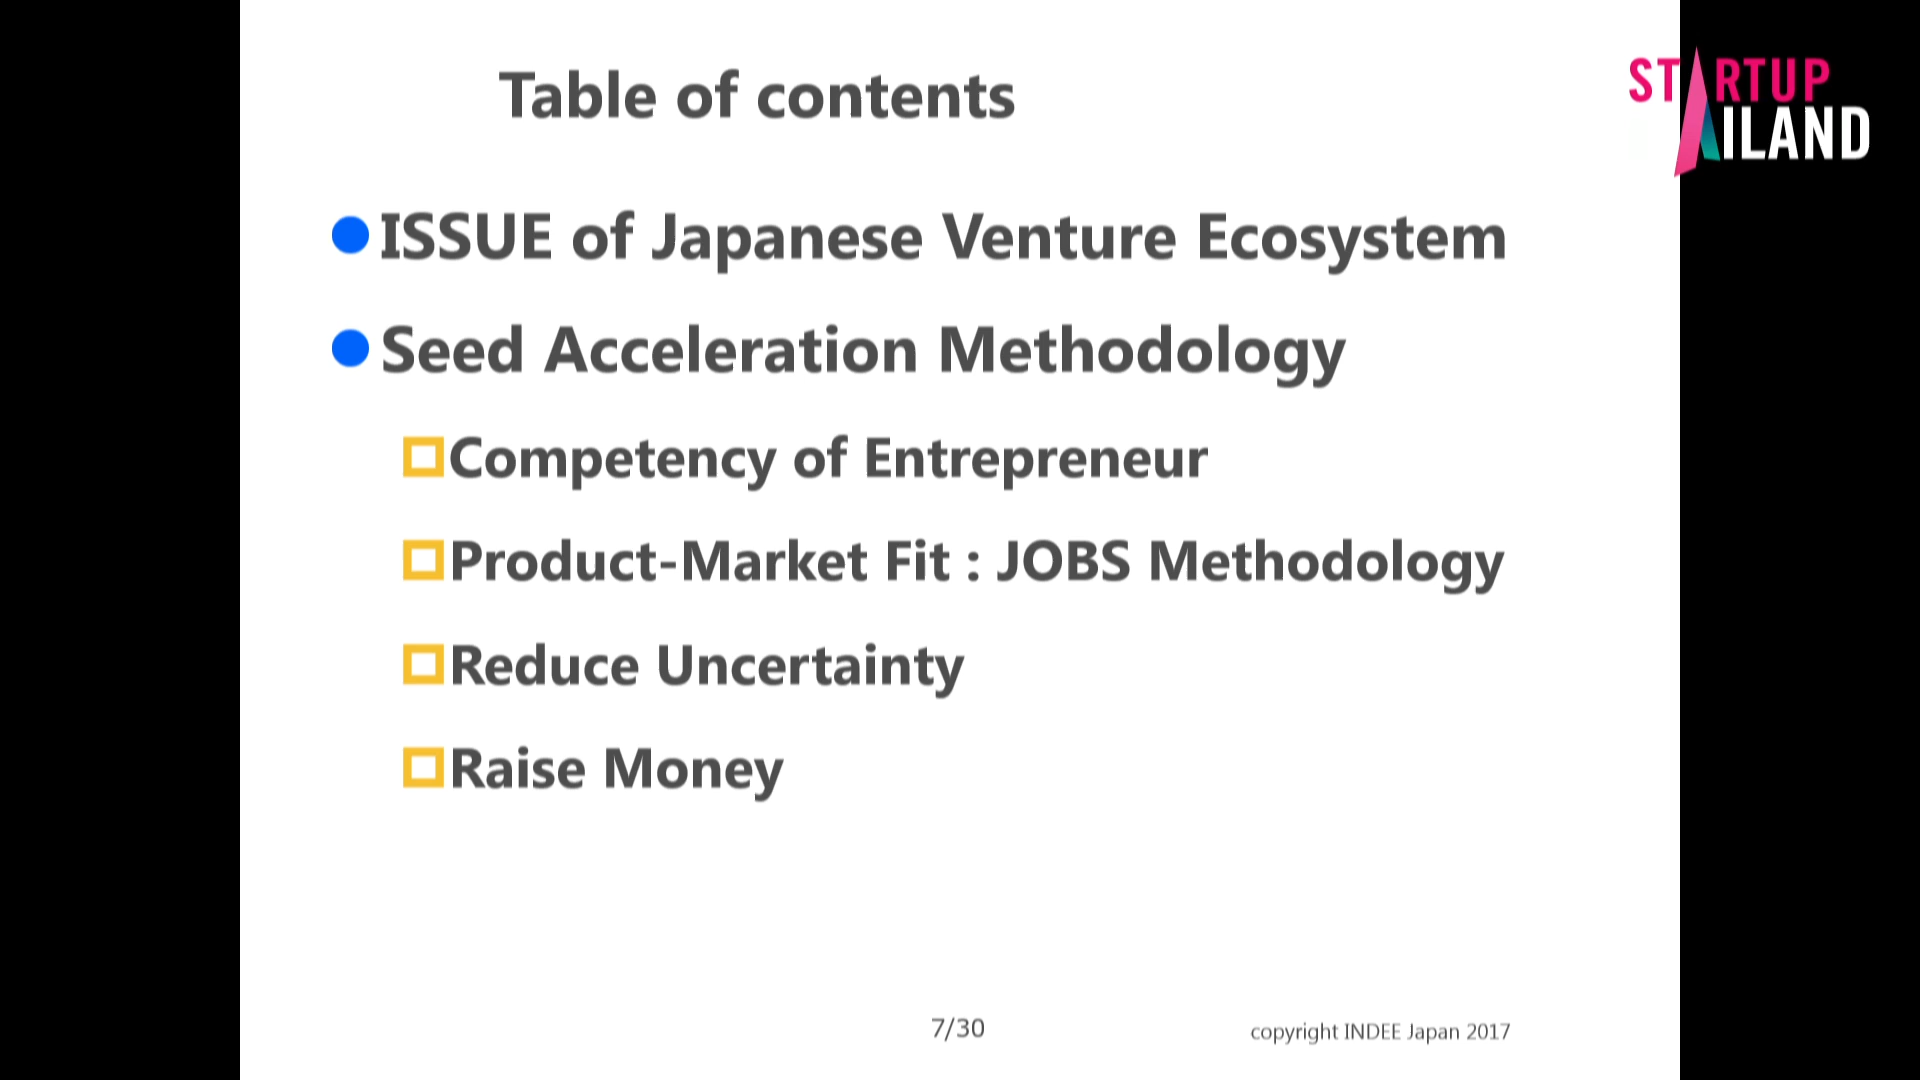 Table of contents
STARTUP
AILAND
ISSUE of Japanese Venture Ecosystem
Seed Acceleration Methodology
Competency of Entrepreneur
Product-Market Fit : JOBS Methodology
Reduce Uncertainty
Raise Money
7/30
copyright INDEE Japan 2017